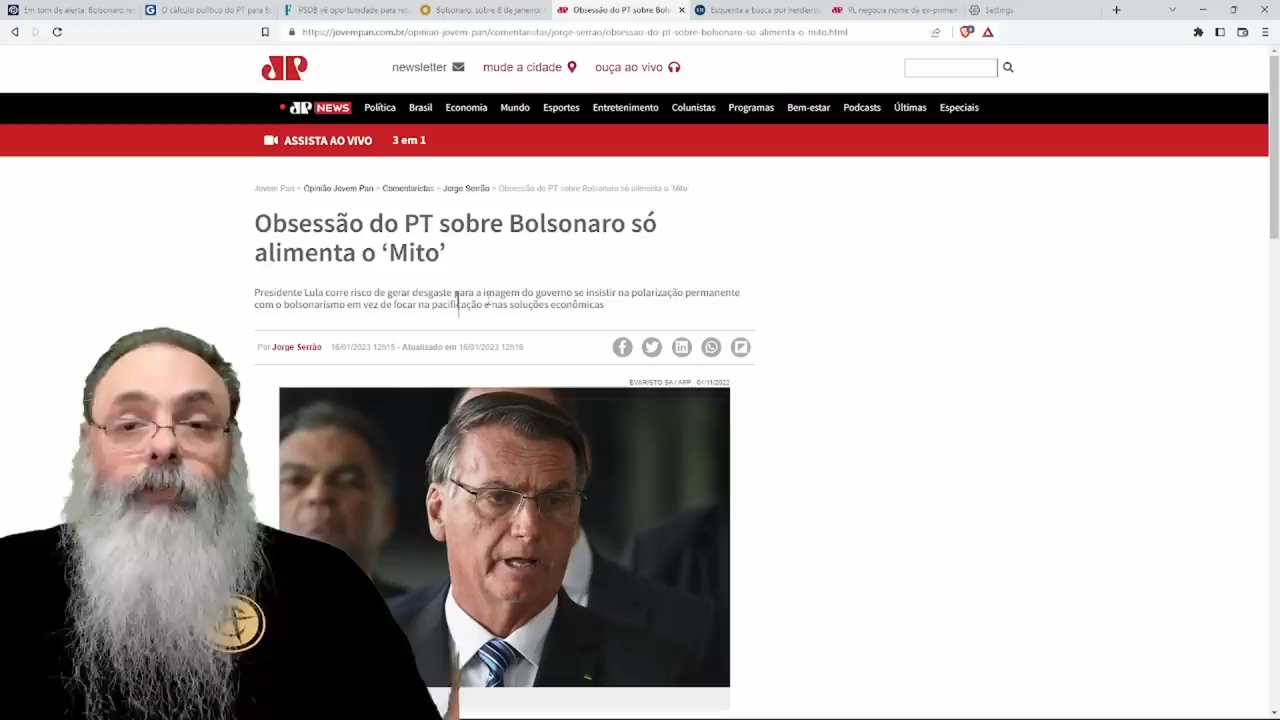 Em tom de alerta, Bolsonaro re
O cálculo político do PT para B
PSDB vê oportunidade para ret
Bolsonaro, 8 de janeiro
Obsessão do PT sobre Bols
Esquenta a busca por herdeiro
PL negocia nome da ex-primei
Settings
https://jovempan.com.br/opiniao-jovem-pan/comentaristas/jorge-serrao/obsessao-do-pt-sobre-bolsonaro-so-alimenta-o-mito.html
JP
newsletter
mude a cidade
ouça ao vivo
JP NEWS
Política
Brasil
Economia
Mundo
Esportes
Entretenimento
Colunistas
Programas
Bem-estar
Podcasts
Últimas
Especiais
ASSISTA AO VIVO
3 em 1
Jovem Pan > Opinião Jovem Pan > Comentaristas > Jorge Serrão > Obsessão do PT sobre Bolsonaro só alimenta o 'Mito'
Obsessão do PT sobre Bolsonaro só
alimenta o ‘Mito’
Presidente Lula corre risco de gerar desgaste para a imagem do governo se insistir na polarização permanente
com o bolsonarismo em vez de focar na pacificação e nas soluções econômicas
Por Jorge Serrão 16/01/2023 12h15 - Atualizado em 16/01/2023 12h16
EVARISTO SA / AFP - 01/11/2022